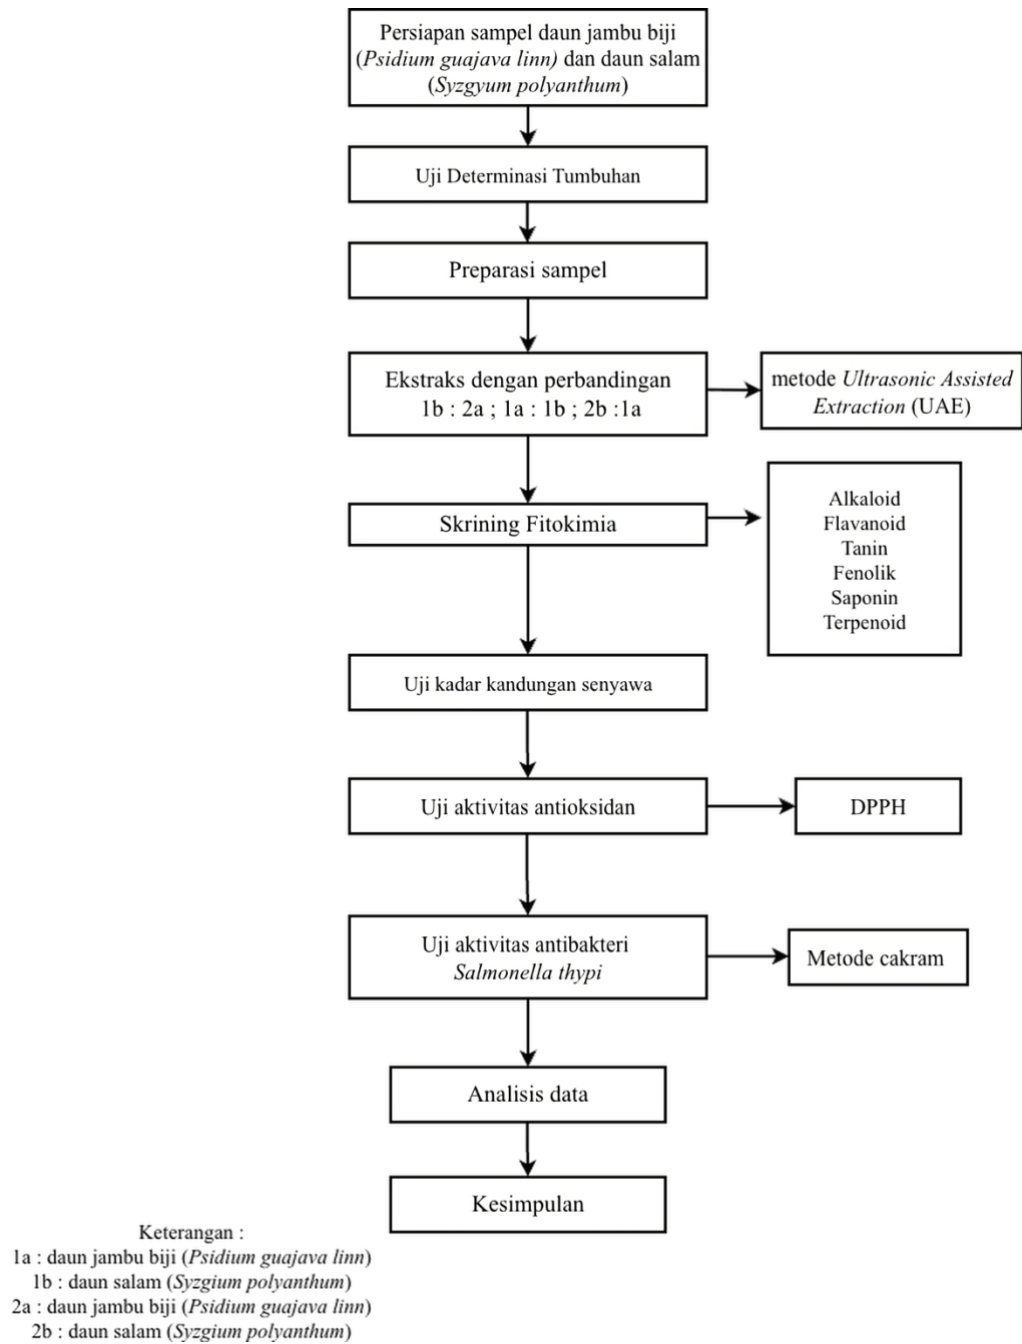 Persiapan sampel daun jambu biji
(Psidium guajava linn) dan daun salam
(Syzgyum polyanthum)
Uji Determinasi Tumbuhan
Preparasi sampel
Ekstraks dengan perbandingan
1b : 2a ; 1a : 1b ; 2b :1a
metode Ultrasonic Assisted
Extraction (UAE)
Skrining Fitokimia
Alkaloid
Flavanoid
Tanin
Fenolik
Saponin
Terpenoid
Uji kadar kandungan senyawa
Uji aktivitas antioksidan
DPPH
Uji aktivitas antibakteri
Salmonella thypi
Metode cakram
Analisis data
Kesimpulan
Keterangan :
1a : daun jambu biji (Psidium guajava linn)
1b : daun salam (Syzgium polyanthum)
2a : daun jambu biji (Psidium guajava linn)
2b : daun salam (Syzgium polyanthum)